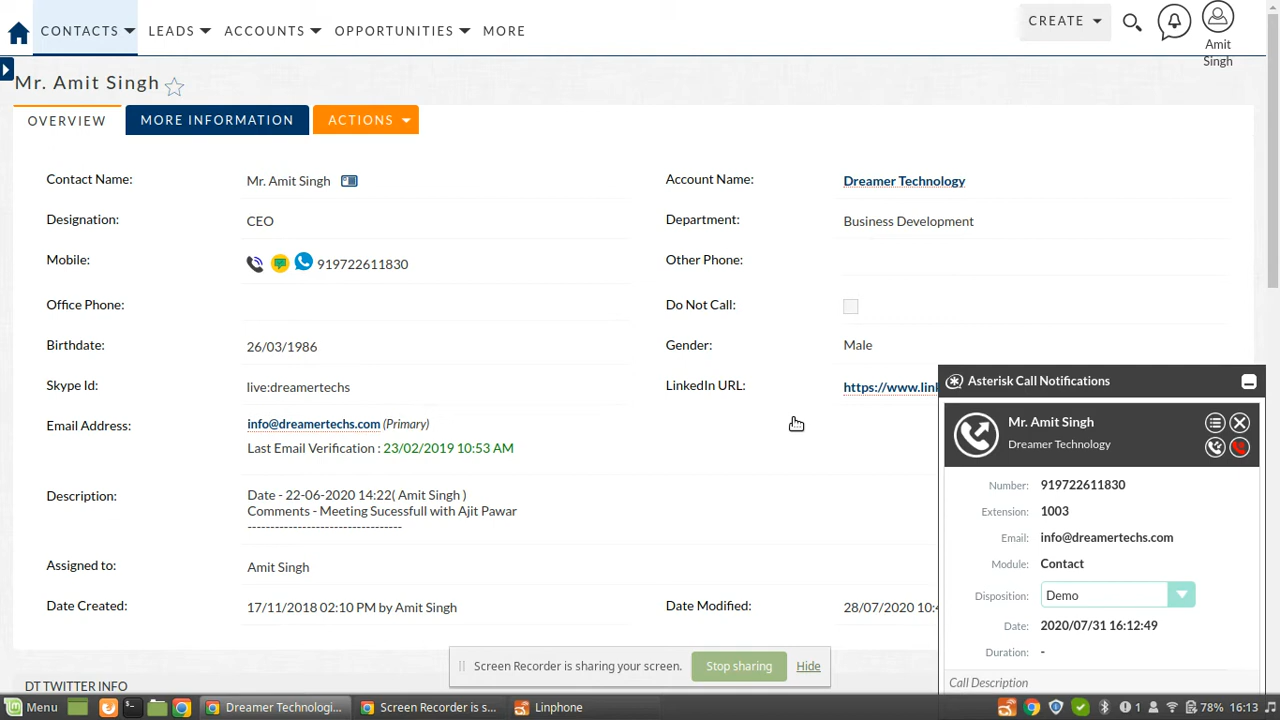 CONTACTS LEADS ACCOUNTS OPPORTUNITIES MORE CREATE
Amit
Singh
Mr. Amit Singh
OVERVIEW MORE INFORMATION ACTIONS
Contact Name: Mr. Amit Singh Account Name: Dreamer Technology
Designation: CEO Department: Business Development
Mobile: 919722611830 Other Phone:
Office Phone: Do Not Call:
Birthdate: 26/03/1986 Gender: Male
Skype Id: live:dreamertechs LinkedIn URL: https://www.linl
Email Address: info@dreamertechs.com (Primary)
Last Email Verification : 23/02/2019 10:53 AM
Description: Date - 22-06-2020 14:22( Amit Singh )
Comments - Meeting Sucessfull with Ajit Pawar
----------------------------------
Assigned to: Amit Singh
Date Created: 17/11/2018 02:10 PM by Amit Singh Date Modified: 28/07/2020 10:4
DT TWITTER INFO
Asterisk Call Notifications
Mr. Amit Singh
Dreamer Technology
Number: 919722611830
Extension: 1003
Email: info@dreamertechs.com
Module: Contact
Disposition: Demo
Date: 2020/07/31 16:12:49
Duration: -
Call Description
Screen Recorder is sharing your screen. Stop sharing Hide
Menu Dreamer Technologi... Screen Recorder is s... Linphone 1 78% 16:13